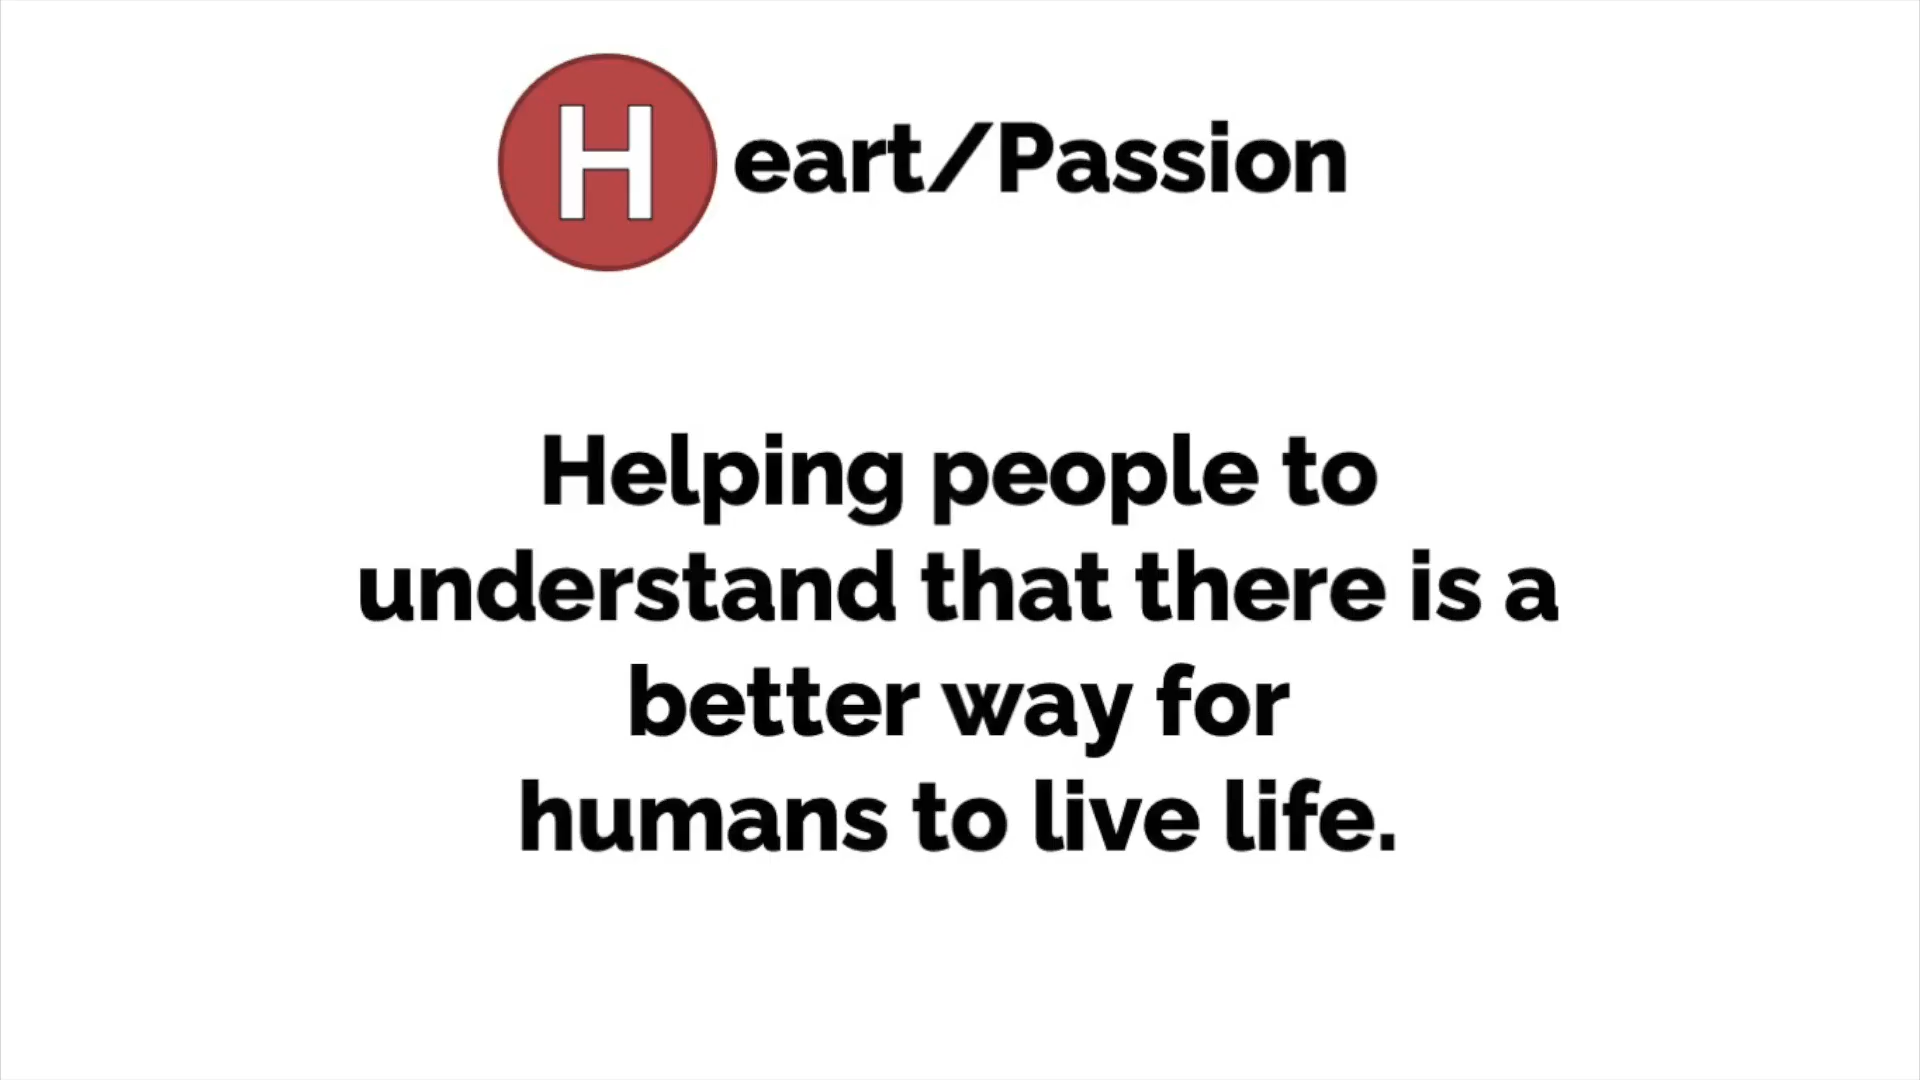 Heart/Passion
Helping people to
understand that there is a
better way for
humans to live life.